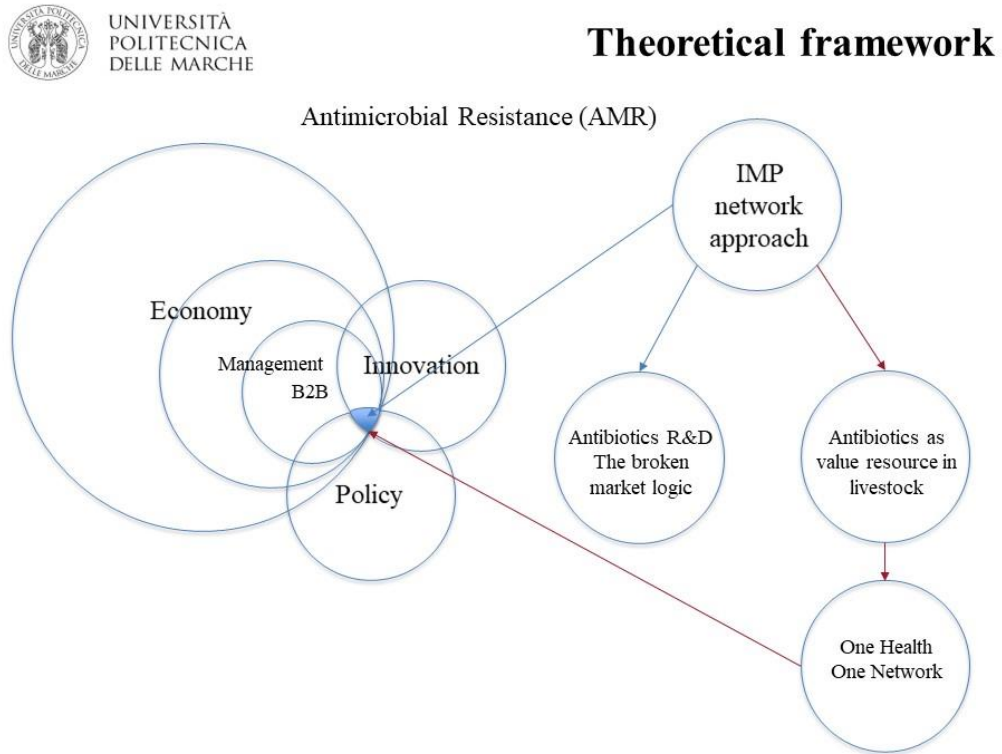 UNIVERSITÀ
POLITECNICA
DELLE MARCHE
Theoretical framework
Antimicrobial Resistance (AMR)
IMP
network
approach
Economy
Management
B2B
Innovation
Policy
Antibiotics R&D
The broken
market logic
Antibiotics as
value resource in
livestock
One Health
One Network